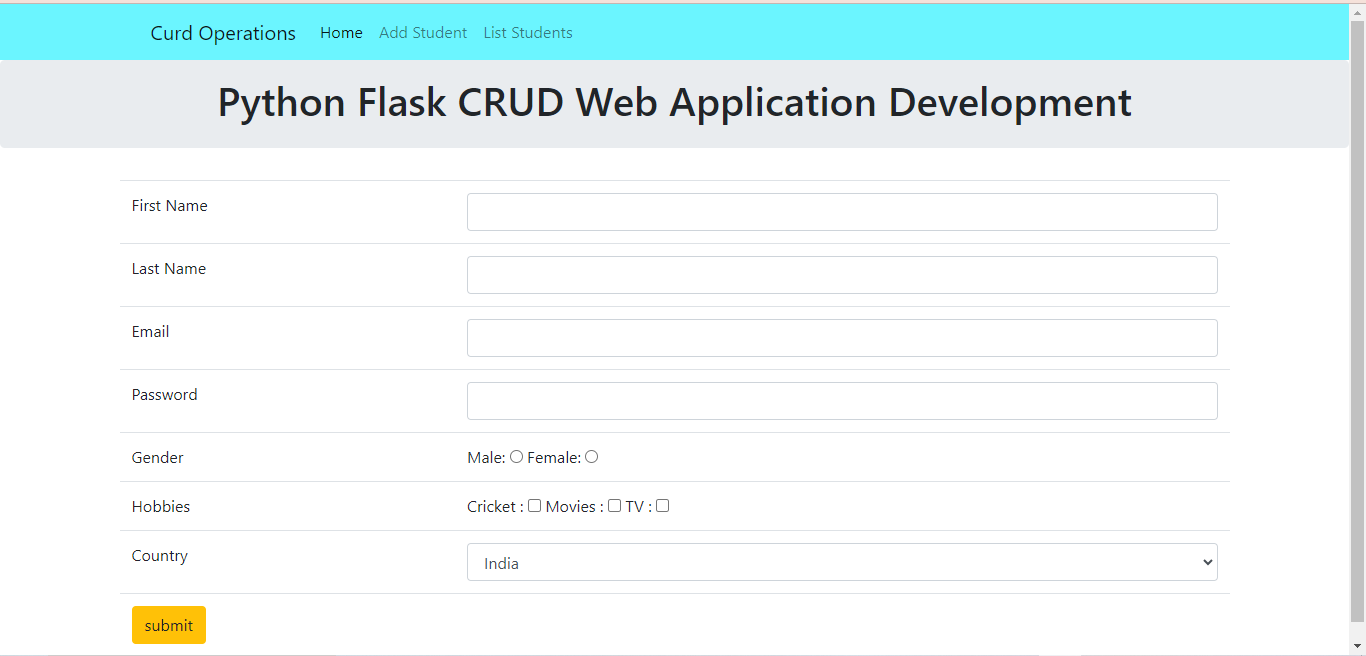 Curd Operations Home Add Student List Students
Python Flask CRUD Web Application Development
First Name
Last Name
Email
Password
Gender Male: Female:
Hobbies Cricket : Movies : TV :
Country India
submit